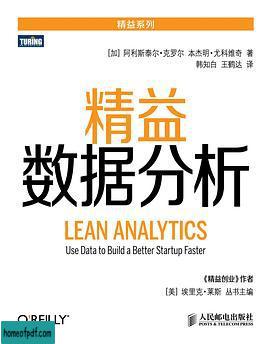 精益系列
TURING
[加] 阿利斯泰尔·克罗尔 本杰明·尤科维奇 著
韩知白 王鹤达 译
精益
数据分析
LEAN ANALYTICS
Use Data to Build a Better Startup Faster
《精益创业》作者
[美] 埃里克·莱斯 丛书主编
O'REILLY®
人民邮电出版社
POSTS & TELECOM PRESS
homeofpdf.com